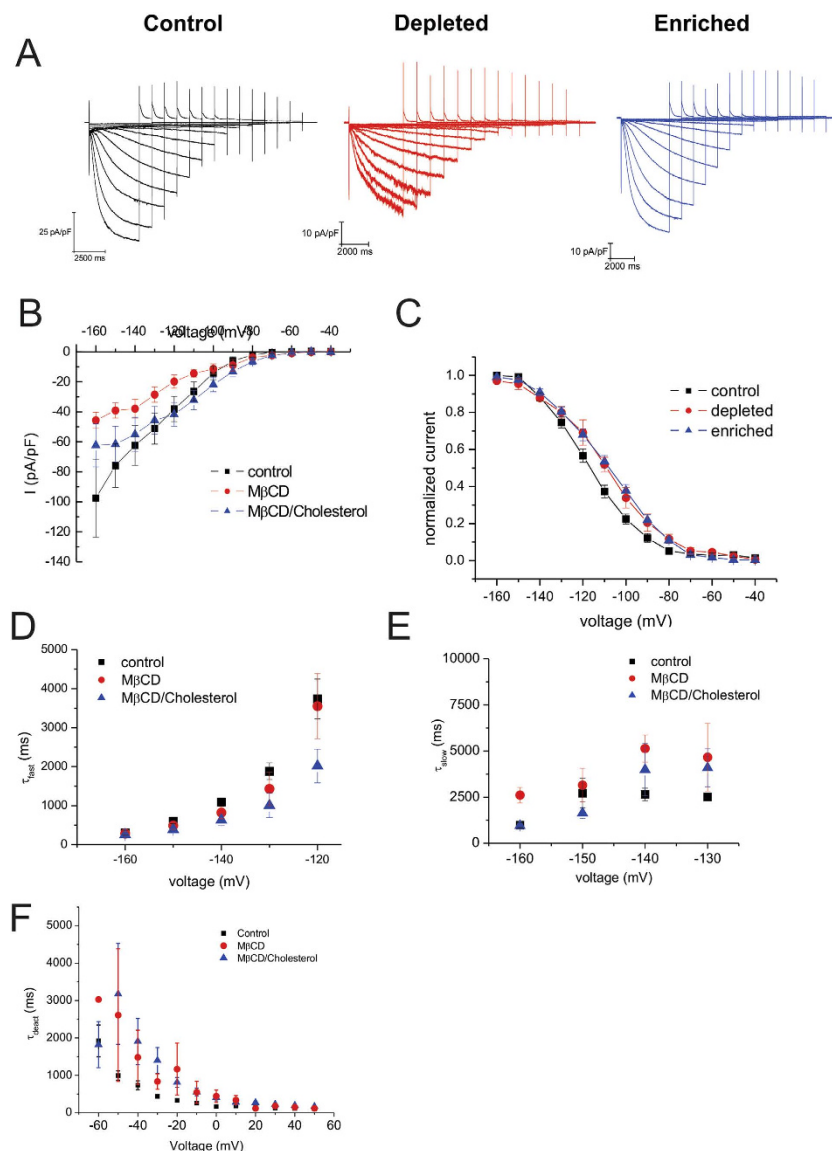 Control Depleted Enriched
A
25 pA/pF
2500 ms
10 pA/pF
2000 ms
10 pA/pF
2000 ms
B
voltage (mV)
-160 -140 -120 -100 -80 -60 -40
0
-20
-40
-60
-80
-100
-120
-140
I (pA/pF)
control
MβCD
MβCD/Cholesterol
C
1.0
0.8
0.6
0.4
0.2
0.0
normalized current
control
depleted
enriched
-160 -140 -120 -100 -80 -60 -40
voltage (mV)
D
control
MβCD
MβCD/Cholesterol
5000
4000
3000
2000
1000
0
τfast (ms)
-160 -150 -140 -130 -120
voltage (mV)
E
control
MβCD
MβCD/Cholesterol
10000
7500
5000
2500
0
τslow (ms)
-160 -150 -140 -130
voltage (mV)
F
Control
MβCD
MβCD/Cholesterol
5000
4000
3000
2000
1000
0
τdeact (ms)
-60 -40 -20 0 20 40 60
Voltage (mV)